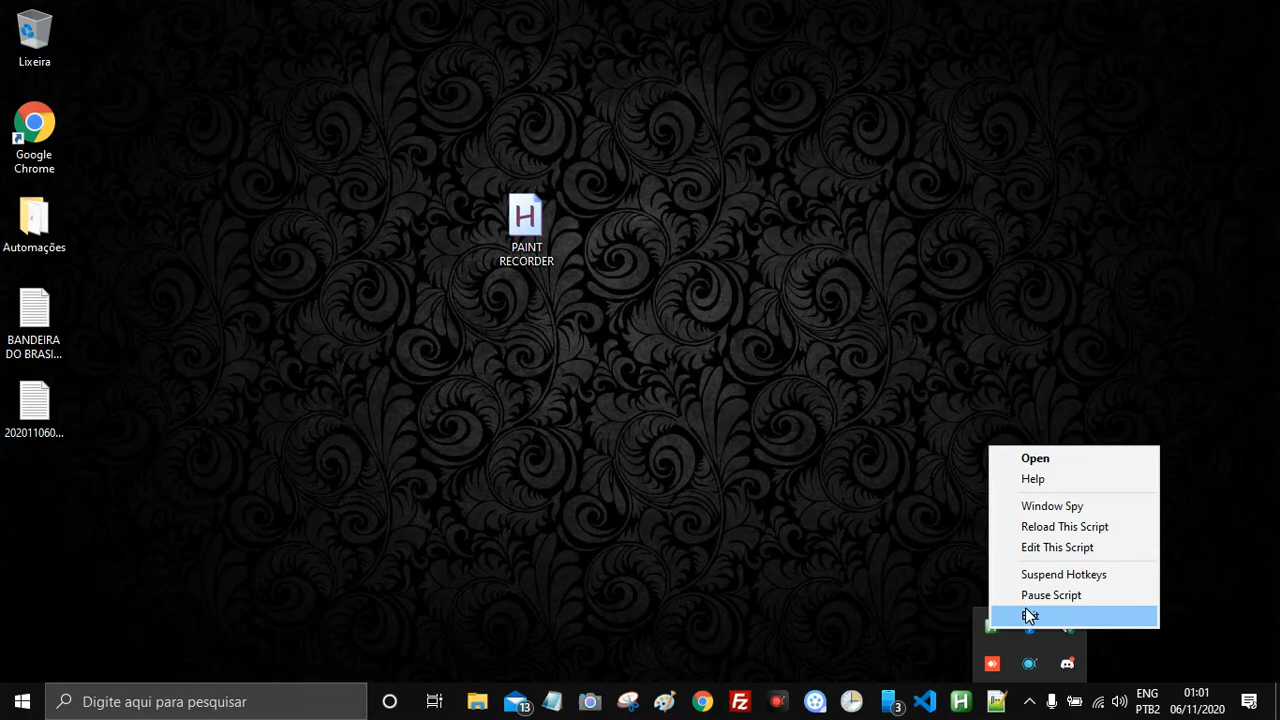 Lixeira
Google
Chrome
Automações
BANDEIRA
DO BRASI...
202011060...
H
PAINT
RECORDER
Open
Help
Window Spy
Reload This Script
Edit This Script
Suspend Hotkeys
Pause Script
Digite aqui para pesquisar
13
Fz
3
H
ENG
PTB2
01:01
06/11/2020